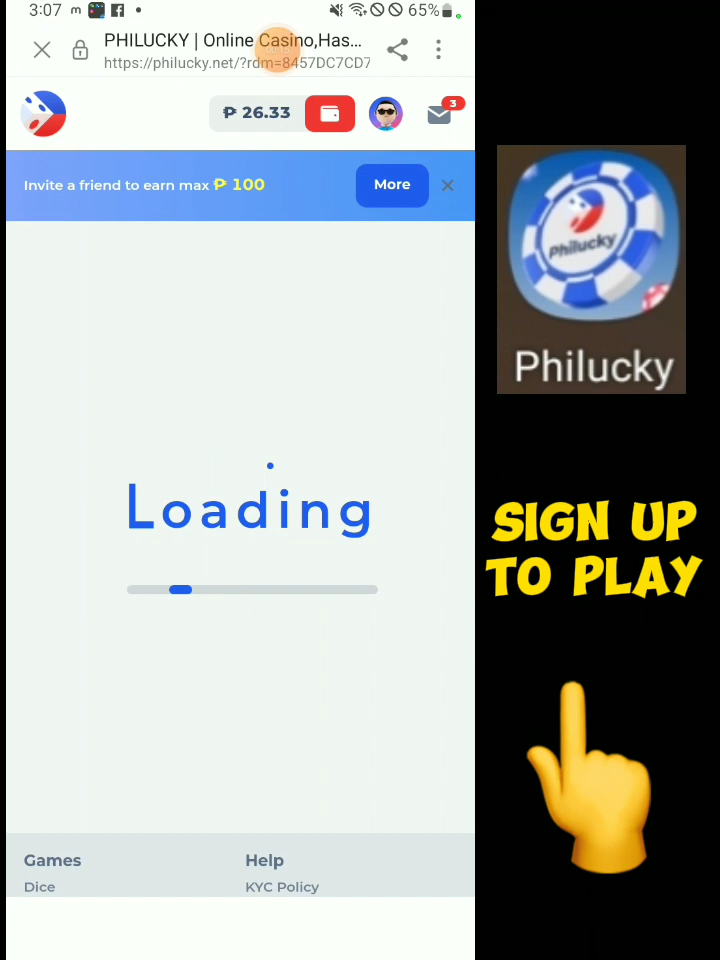 3:07 m 65%
PHILUCKY | Online Casino,Has...
https://philucky.net/?rdm=8457DC7CD7
₱ 26.33
3
Invite a friend to earn max ₱ 100
More
Loading
Games
Help
Dice
KYC Policy
Philucky
Philucky
SIGN UP
TO PLAY